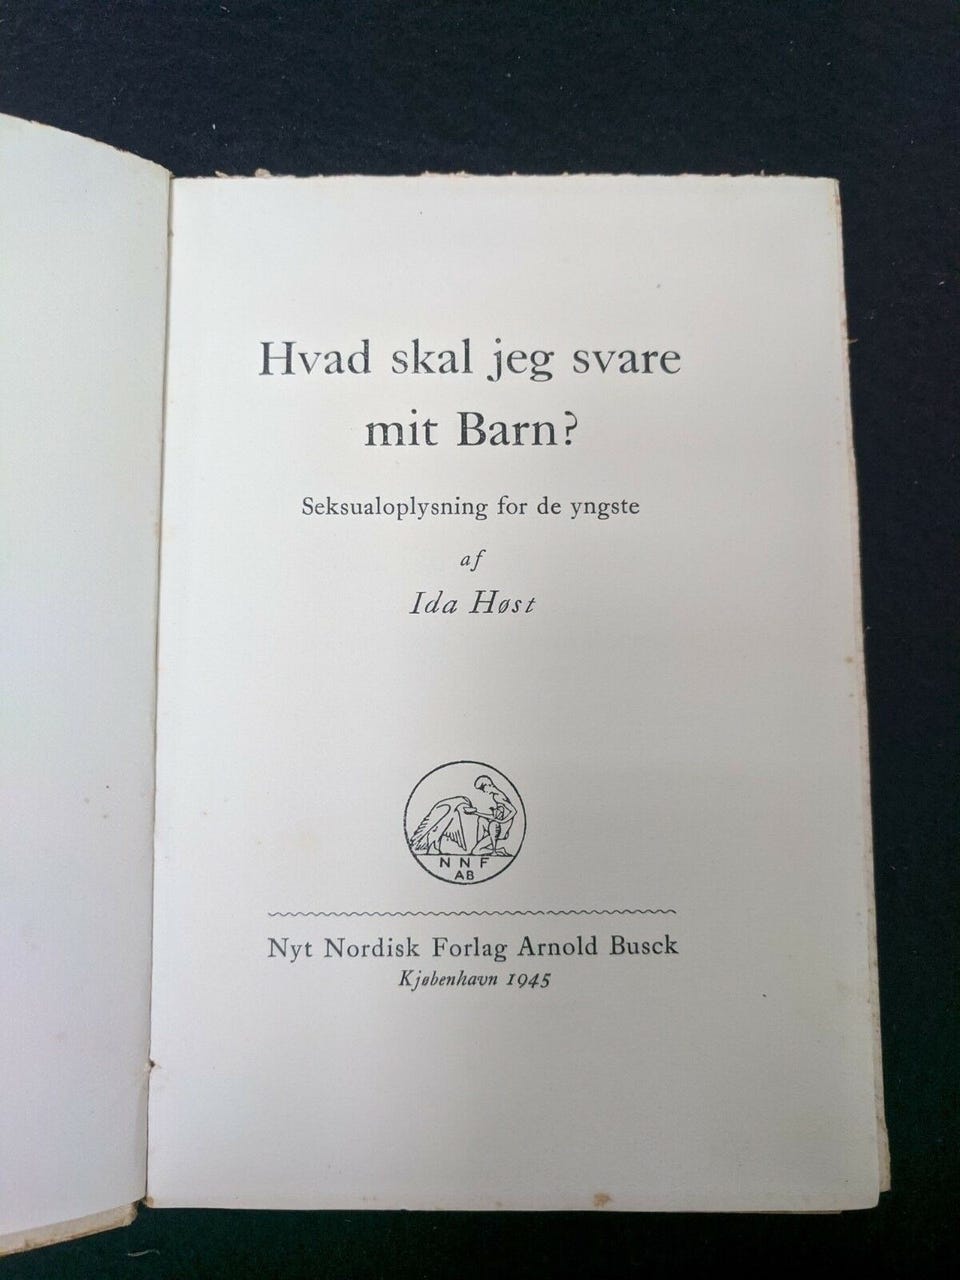 Hvad skal jeg svare
mit Barn?
Seksualoplysning for de yngste
af
Ida Høst
N N F
AB
Nyt Nordisk Forlag Arnold Busck
Kjøbenhavn 1945